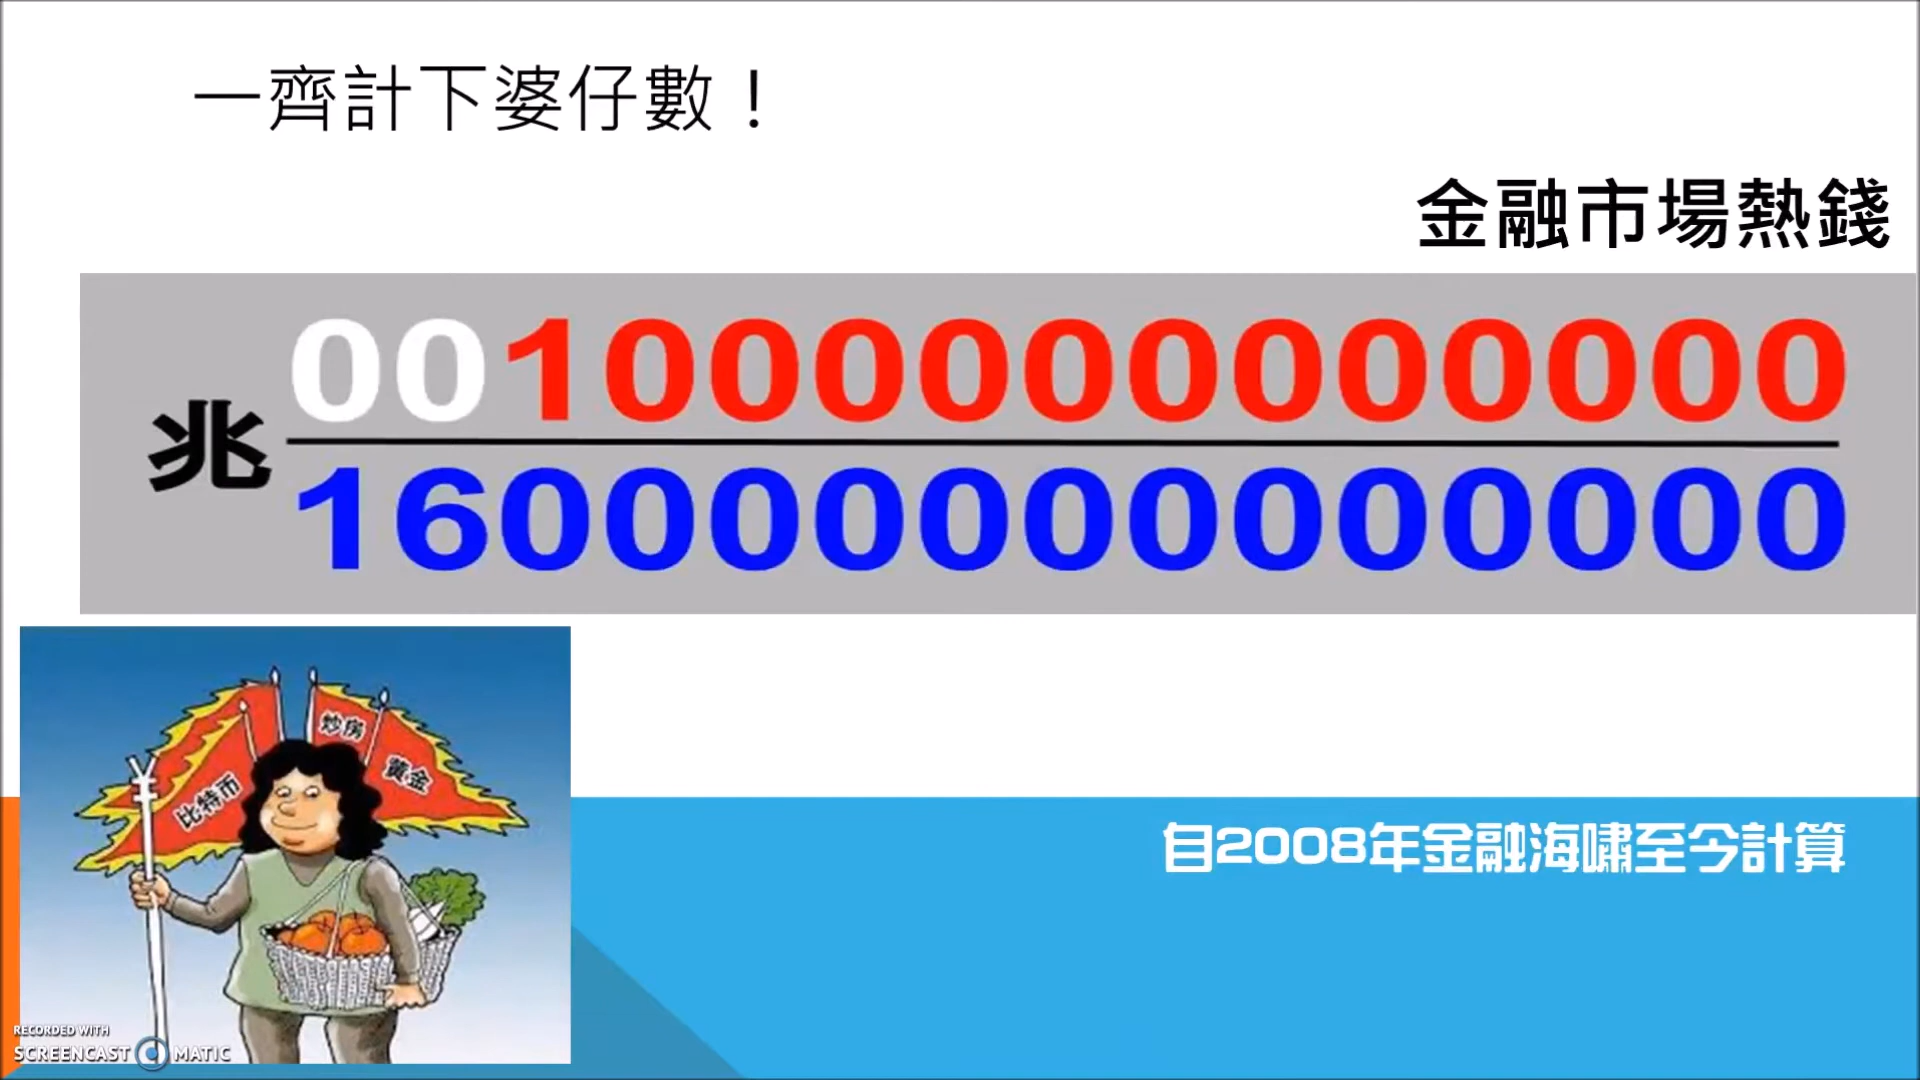 一齊計下婆仔數！
金融市場熱錢
001000000000000
兆
160000000000000
炒房
黃金
比特币
自2008年金融海嘯至今計算
RECORDED WITH
SCREENCAST MATIC